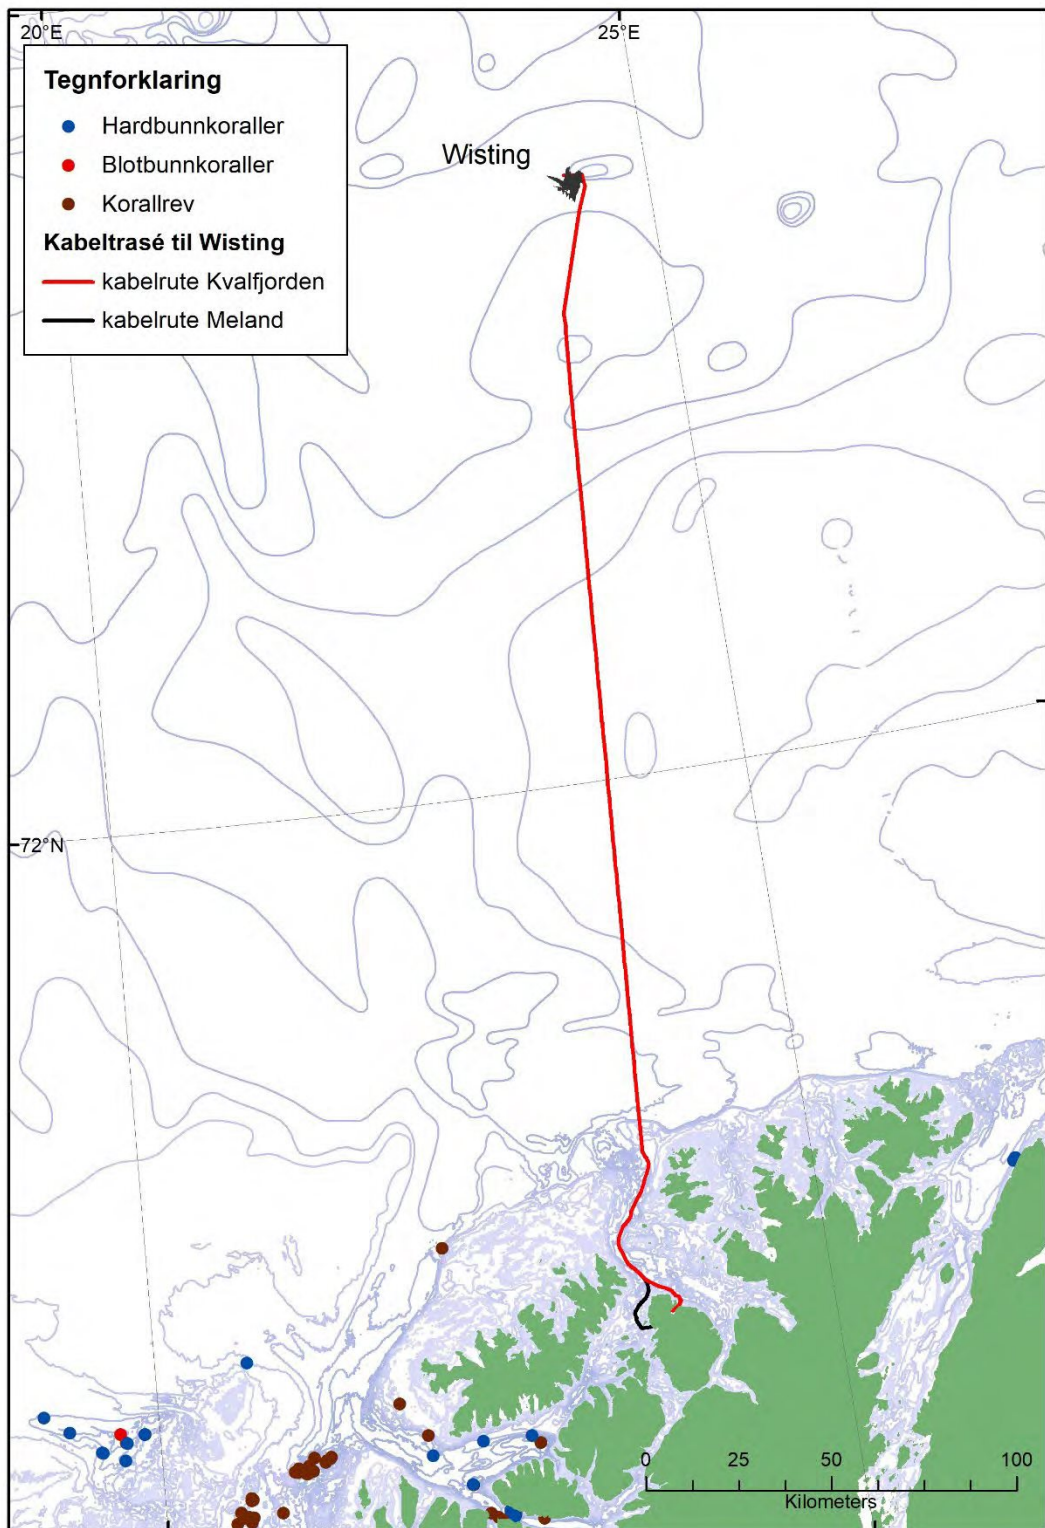 20°E
25°E
Tegnforklaring
Hardbunnkoraller
Blotbunnkoraller
Korallrev
Kabeltrasé til Wisting
kabelrute Kvalfjorden
kabelrute Meland
Wisting
72°N
0 25 50 100
Kilometers